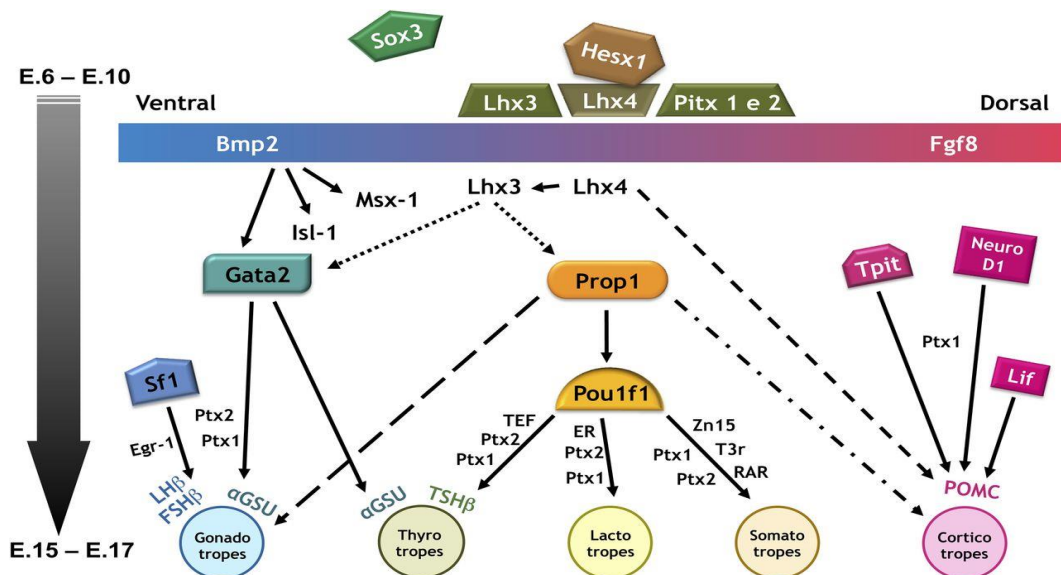 Sox3
Hesx1
E.6 – E.10
Lhx3
Lhx4
Pitx 1 e 2
Ventral
Dorsal
Bmp2
Fgf8
Msx-1
Lhx3
Lhx4
Isl-1
Neuro
D1
Tpit
Gata2
Prop1
Ptx1
Sf1
Lif
Pou1f1
Ptx2
Ptx1
Egr-1
TEF
Ptx2
Ptx1
ER
Ptx2
Ptx1
Zn15
T3r
RAR
Ptx1
Ptx2
LHβ
FSHβ
αGSU
αGSU
TSHβ
POMC
E.15 – E.17
Gonado
tropes
Thyro
tropes
Lacto
tropes
Somato
tropes
Cortico
tropes